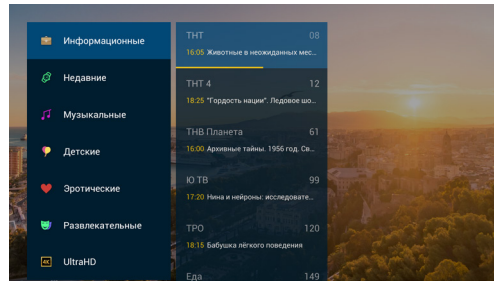 Информационные
Недавние
Музыкальные
Детские
Эротические
Развлекательные
4K UltraHD
ТНТ 08
16:05 Животные в неожиданных мес...
ТНТ 4 12
18:25 "Гордость нации". Ледовое шо...
ТНВ Планета 61
16:00 Архивные тайны. 1956 год. Св...
Ю ТВ 99
17:20 Нина и нейроны: исследовате...
ТРО 120
18:15 Бабушка лёгкого поведения
Еда 149